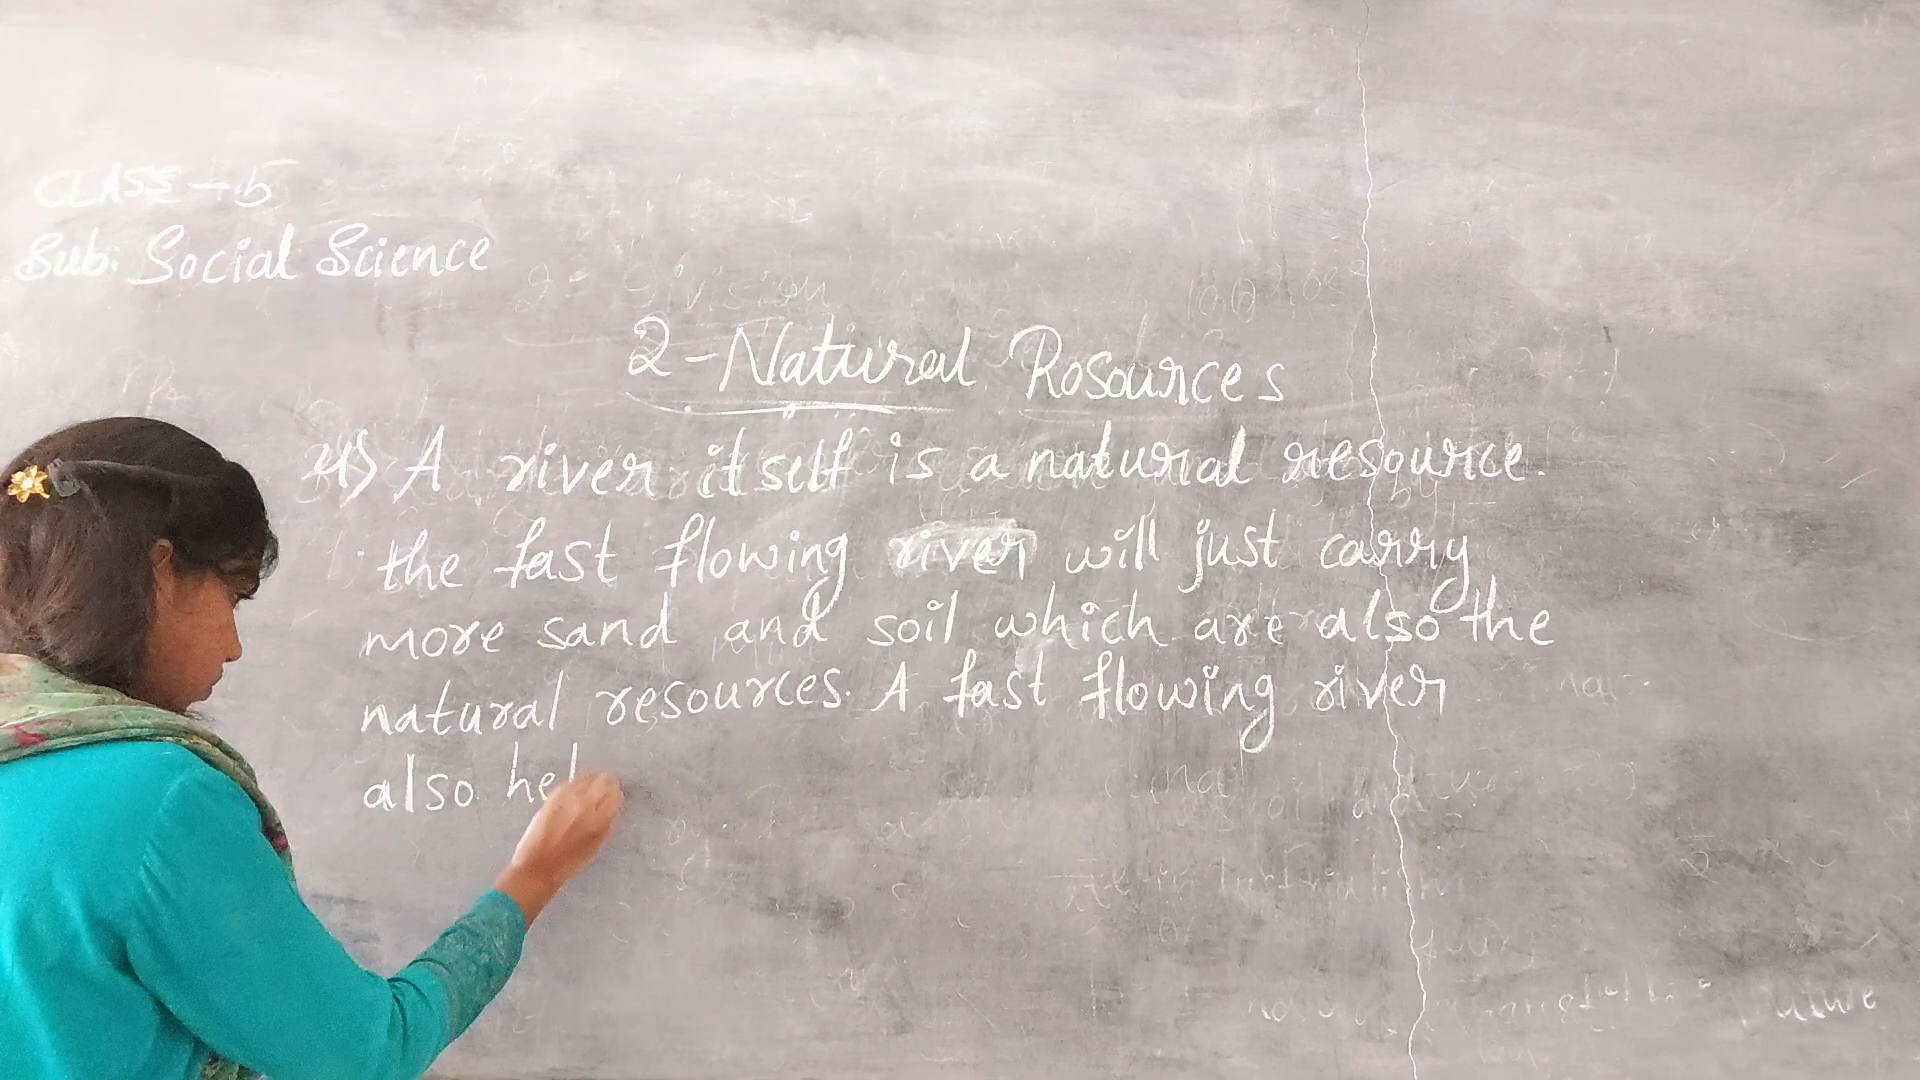 CLASS - 5
Sub: Social Science
2-Natural Rosources
A river itself is a natural resource.
the fast flowing river will just carry
more sand and soil which are also the
natural resources. A fast flowing river
also hel